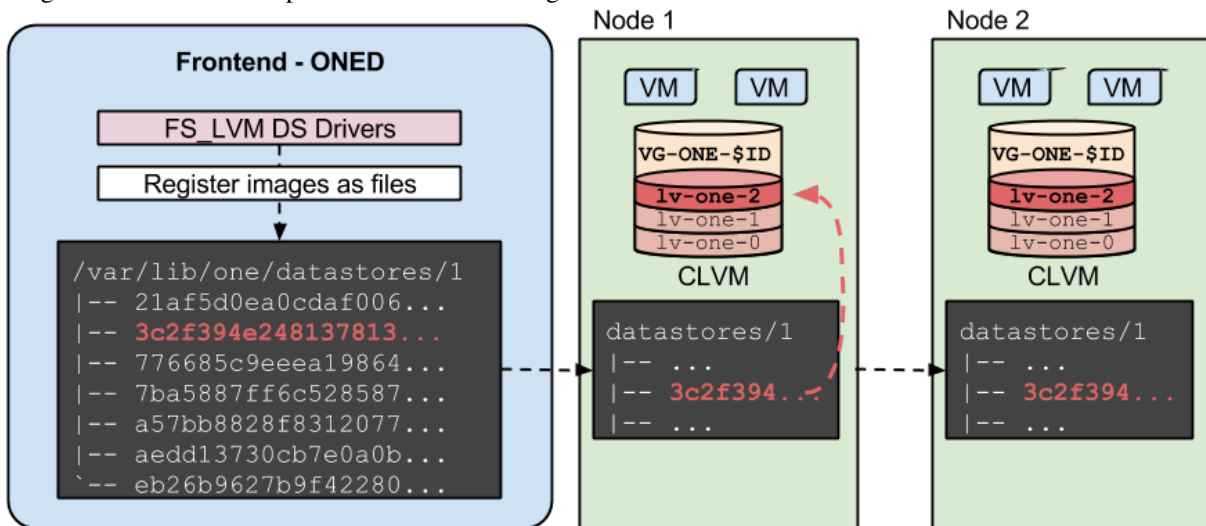 Node 1
Node 2
Frontend - ONED
FS_LVM DS Drivers
Register images as files
/var/lib/one/datastores/1
|-- 21af5d0ea0cdaf006...
|-- 3c2f394e248137813...
|-- 776685c9eeea19864...
|-- 7ba5887ff6c528587...
|-- a57bb8828f8312077...
|-- aedd13730cb7e0a0b...
`-- eb26b9627b9f42280...
VM
VM
VG-ONE-$ID
lv-one-2
lv-one-1
lv-one-0
CLVM
datastores/1
|-- ...
|-- 3c2f394...
|-- ...
VM
VM
VG-ONE-$ID
lv-one-2
lv-one-1
lv-one-0
CLVM
datastores/1
|-- ...
|-- 3c2f394...
|-- ...